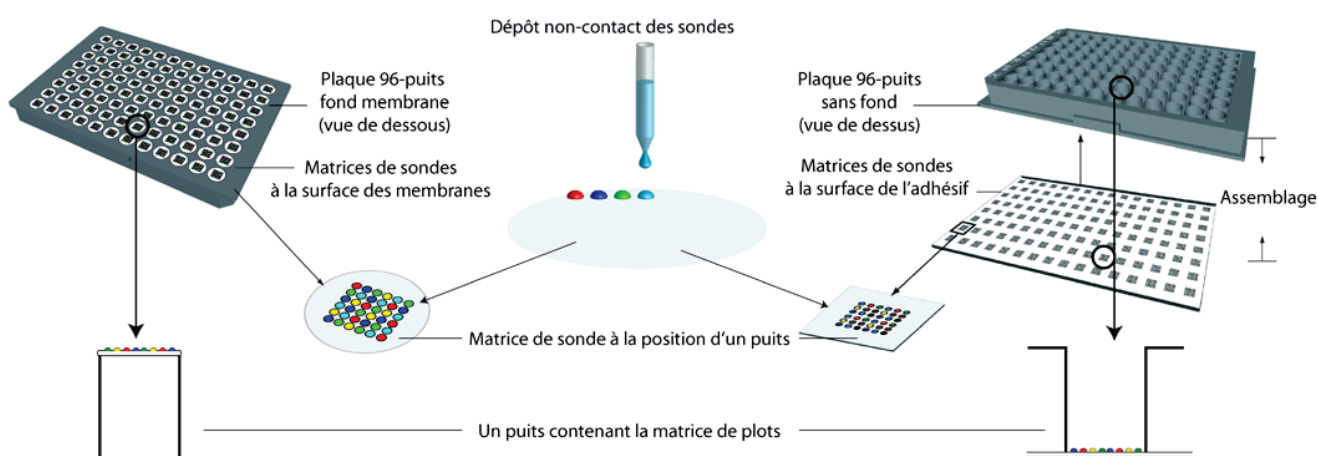 Dépôt non-contact des sondes
Plaque 96-puits
fond membrane
(vue de dessous)
Matrices de sondes
à la surface des membranes
Plaque 96-puits
sans fond
(vue de dessus)
Matrices de sondes
à la surface de l’adhésif
Assemblage
Matrice de sonde à la position d’un puits
Un puits contenant la matrice de plots